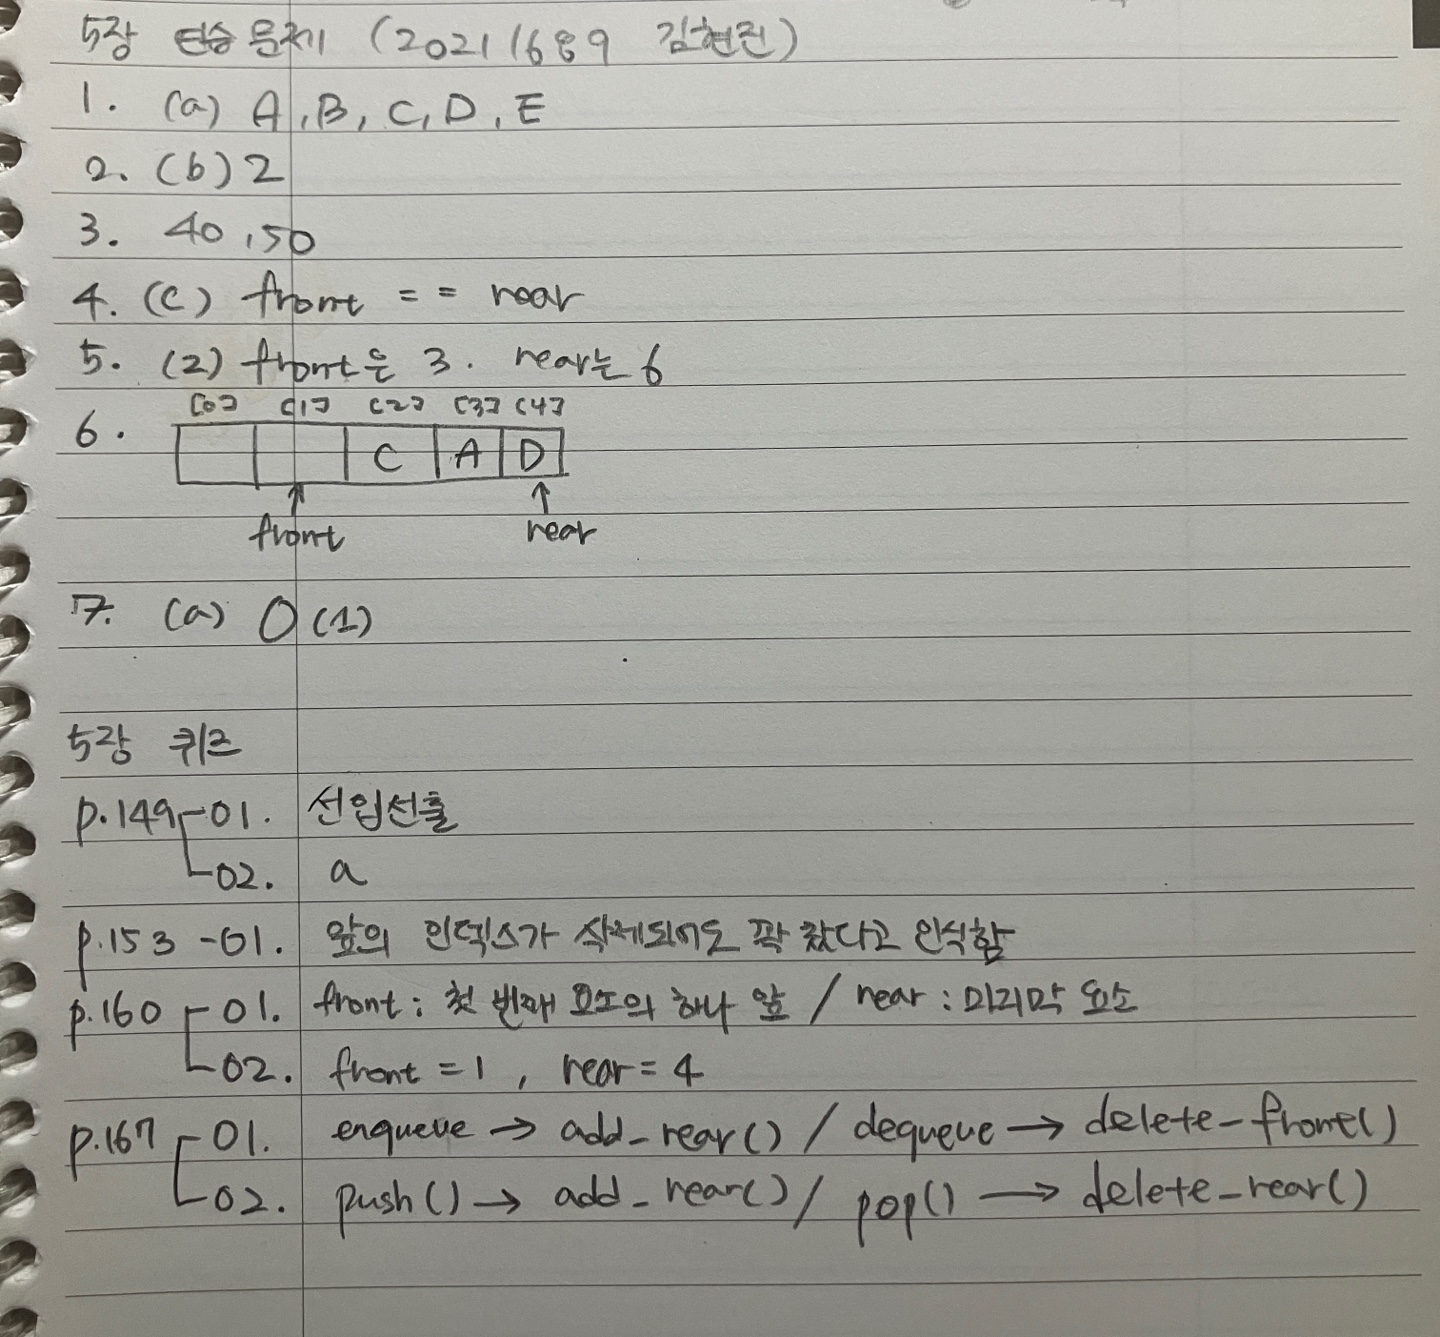 5장 연습문제 (20211689 김현진)
1. (a) A, B, C, D, E
2. (b) 2
3. 40, 50
4. (c) front == rear
5. (2) front은 3. rear는 6
[0] [1] [2] [3] [4]
6. C A D
front rear
7. (a) O(1)
5장 퀴즈
p.149 01. 선입선출
02. a
p.153 -01. 앞의 인덱스가 삭제되어도 꽉 찼다고 인식함
p.160 01. front : 첫 번째 요소의 하나 앞 / rear : 마지막 요소
02. front = 1, rear = 4
p.167 01. enqueue → add_rear() / dequeue → delete_front()
02. push() → add_rear() / pop() → delete_rear()